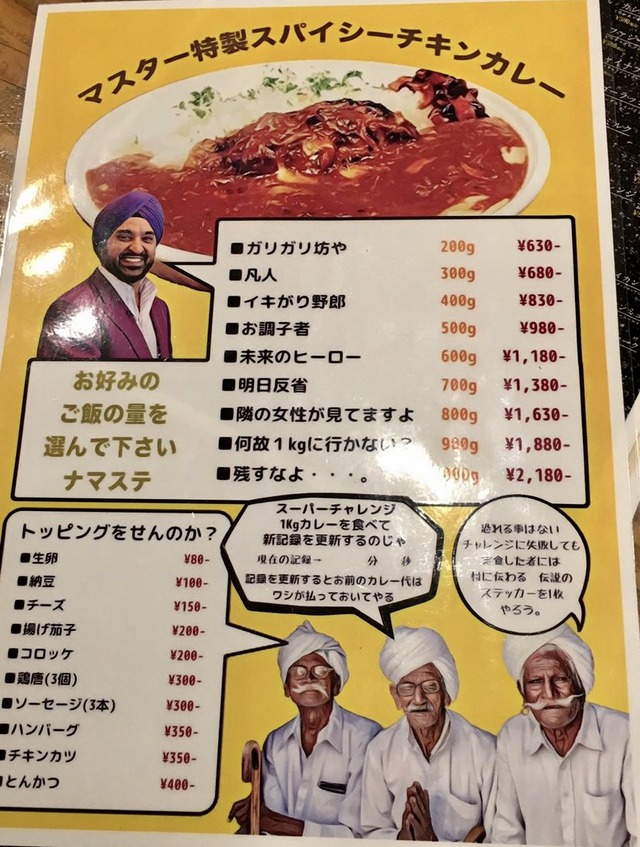 マスター特製スパイシーチキンカレー
■ガリガリ坊や 200g ¥630-
■凡人 300g ¥680-
■イキがり野郎 400g ¥830-
■お調子者 500g ¥980-
■未来のヒーロー 600g ¥1,180-
■明日反省 700g ¥1,380-
■隣の女性が見てますよ 800g ¥1,630-
■何故1kgに行かない? ¥1,880-
■残すなよ・・・。 ¥2,180-
お好みの
ご飯の量を
選んで下さい
ナマステ
トッピングをせんのか?
■生卵 ¥80-
■納豆 ¥100-
■チーズ ¥150-
■揚げ茄子 ¥200-
■コロッケ ¥200-
■鶏唐(3個) ¥300-
■ソーセージ(3本) ¥300-
■ハンバーグ ¥350-
■チキンカツ ¥350-
■とんかつ ¥400-
スーパーチャレンジ
1Kgカレーを食べて
新記録を更新するのじゃ
現在の記録→ 分 秒
記録を更新するとお前のカレー代は
ワシが払っておいてやる
恐れる事はない
チャレンジに失敗しても
完食した者には
村に伝わる 伝説の
ステッカーを1枚
やろう。